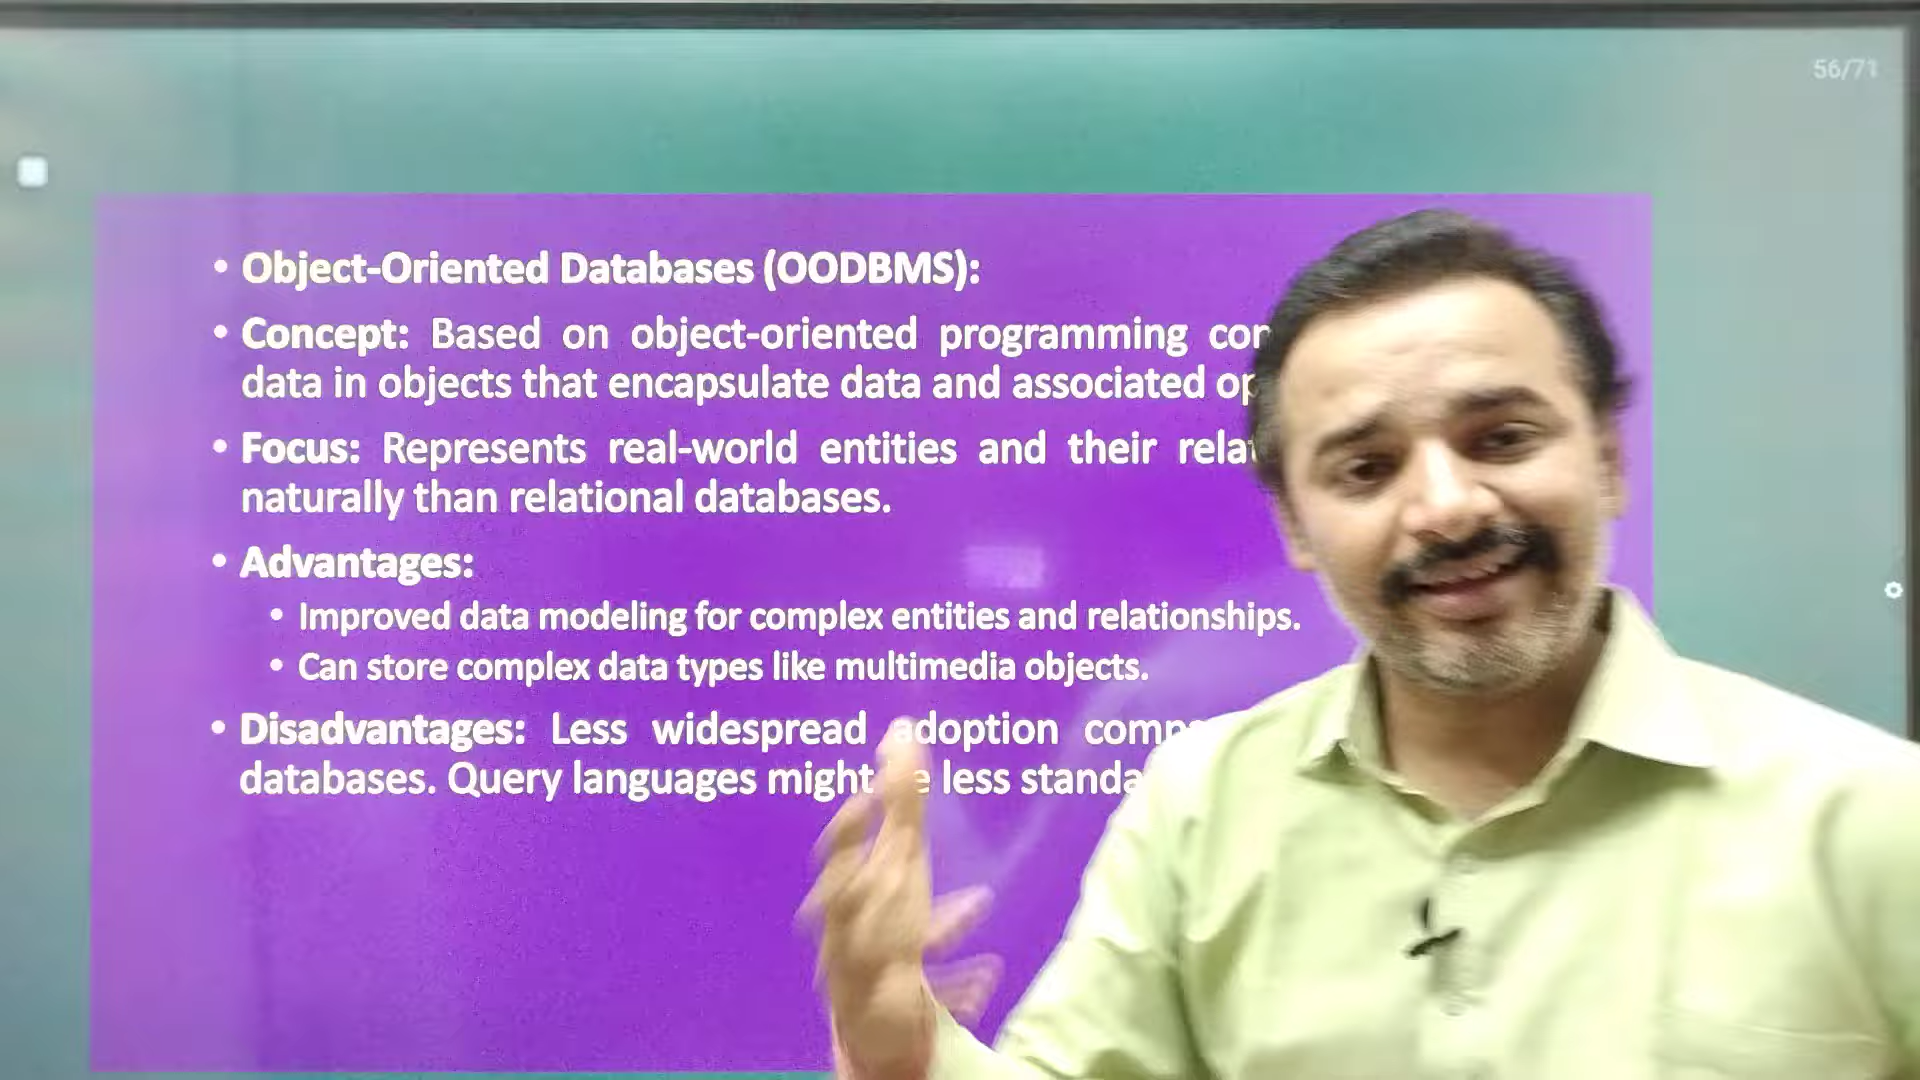 56/71
• Object-Oriented Databases (OODBMS):
• Concept: Based on object-oriented programming
data in objects that encapsulate data and associated
• Focus: Represents real-world entities and their
naturally than relational databases.
• Advantages:
• Improved data modeling for complex entities and relationships.
• Can store complex data types like multimedia objects.
• Disadvantages: Less widespread adoption
databases. Query languages might less